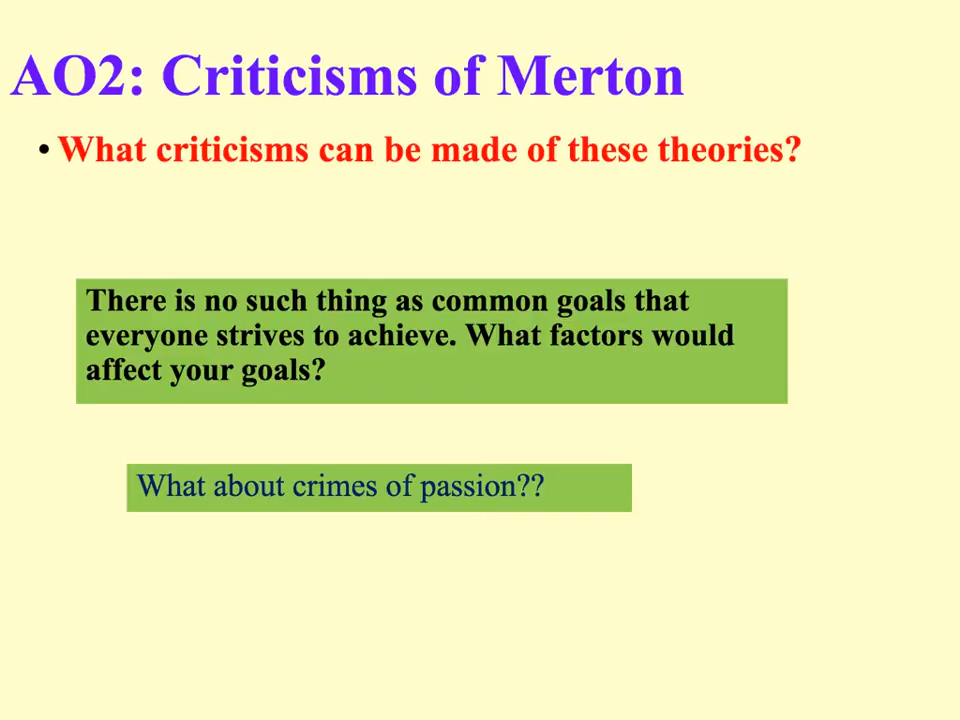 AO2: Criticisms of Merton
• What criticisms can be made of these theories?
There is no such thing as common goals that
everyone strives to achieve. What factors would
affect your goals?
What about crimes of passion??